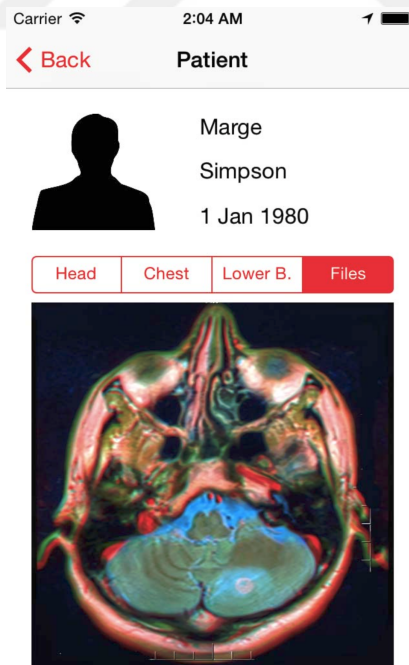 Carrier 2:04 AM
Back Patient
Marge
Simpson
1 Jan 1980
Head Chest Lower B. Files